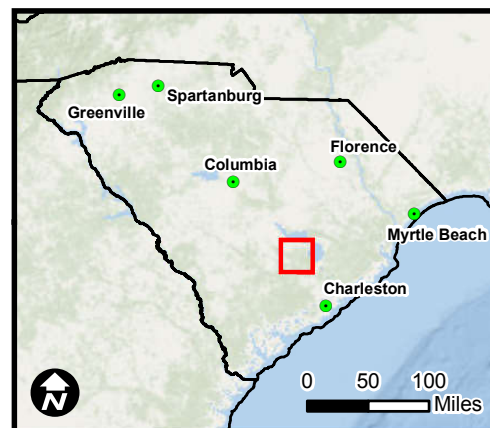 Spartanburg
Greenville
Florence
Columbia
Myrtle Beach
Charleston
0 50 100
Miles
N